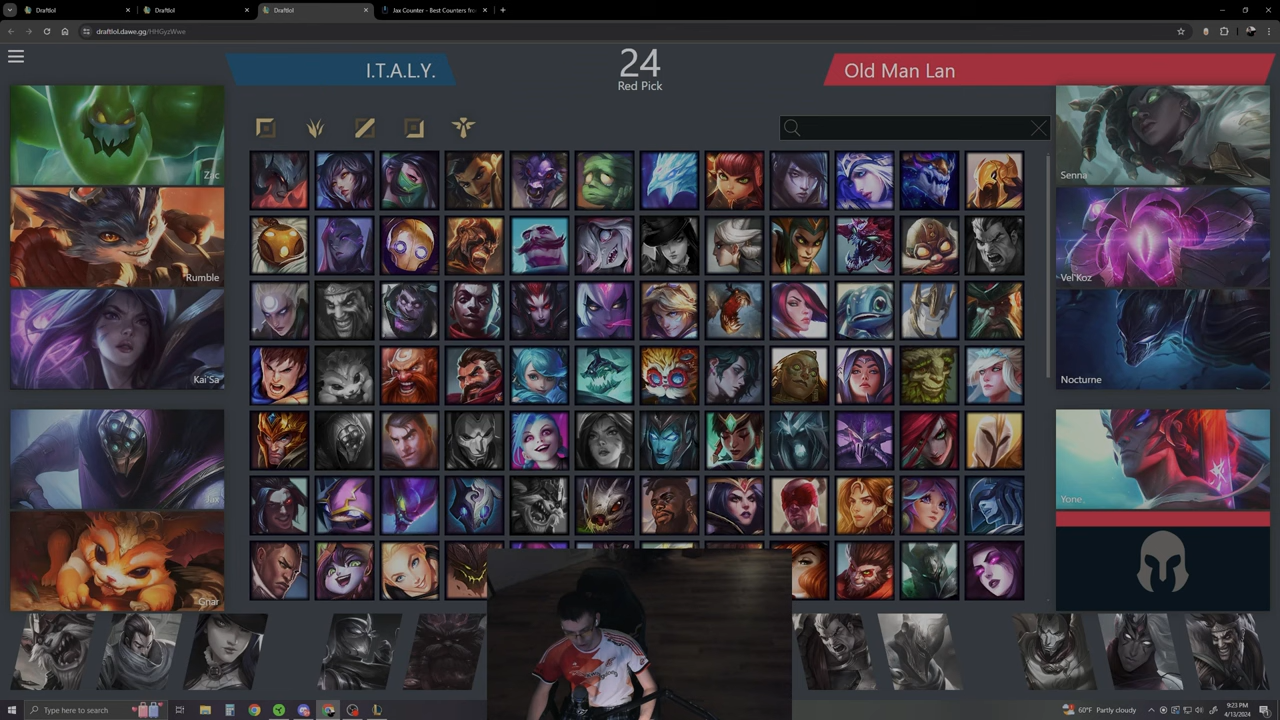 Draftlol
Draftlol
Draftlol
Jax Counter - Best Counters fro
draftlol.dawe.gg/HHGyzWwe
I.T.A.L.Y.
24
Red Pick
Old Man Lan
Zac
Rumble
Kai'Sa
Jax
Gnar
Senna
Vel'Koz
Nocturne
Yone
Type here to search
60°F Partly cloudy
9:23 PM
4/13/2024